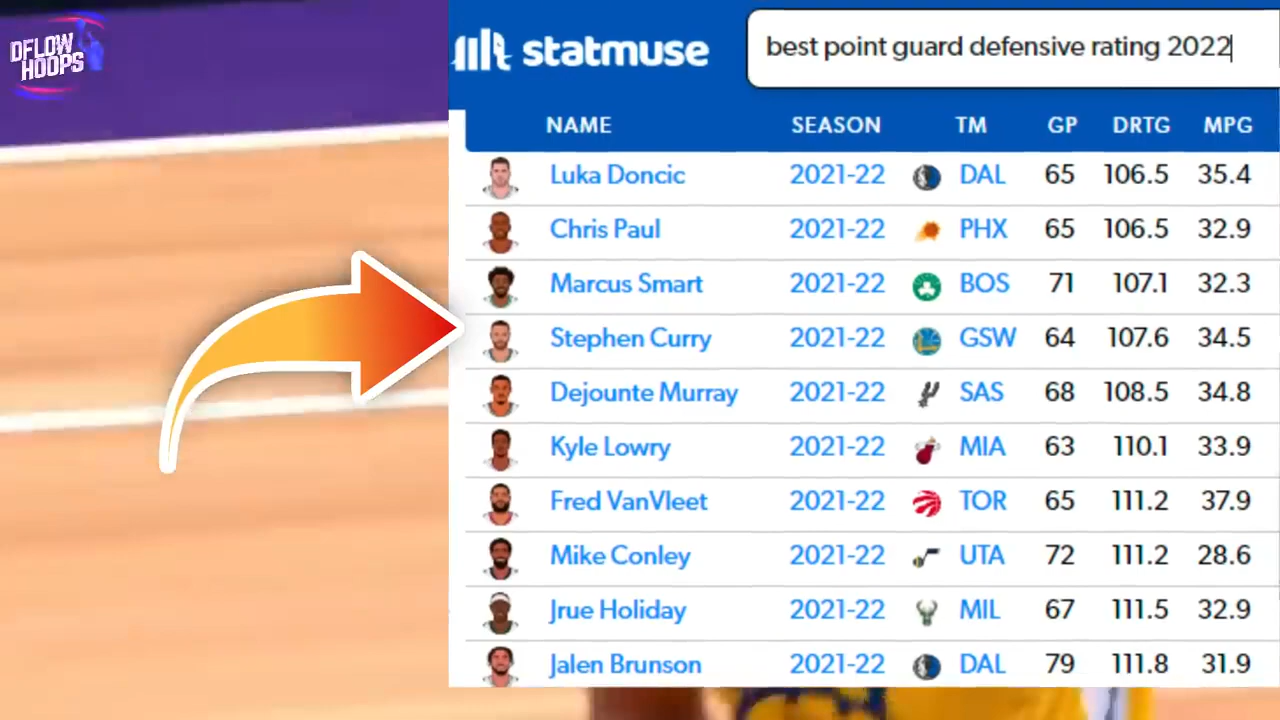 DFLOW
HOOPS
statmuse
best point guard defensive rating 2022
NAME SEASON TM GP DRTG MPG
Luka Doncic 2021-22 DAL 65 106.5 35.4
Chris Paul 2021-22 PHX 65 106.5 32.9
Marcus Smart 2021-22 BOS 71 107.1 32.3
Stephen Curry 2021-22 GSW 64 107.6 34.5
Dejounte Murray 2021-22 SAS 68 108.5 34.8
Kyle Lowry 2021-22 MIA 63 110.1 33.9
Fred VanVleet 2021-22 TOR 65 111.2 37.9
Mike Conley 2021-22 UTA 72 111.2 28.6
Jrue Holiday 2021-22 MIL 67 111.5 32.9
Jalen Brunson 2021-22 DAL 79 111.8 31.9